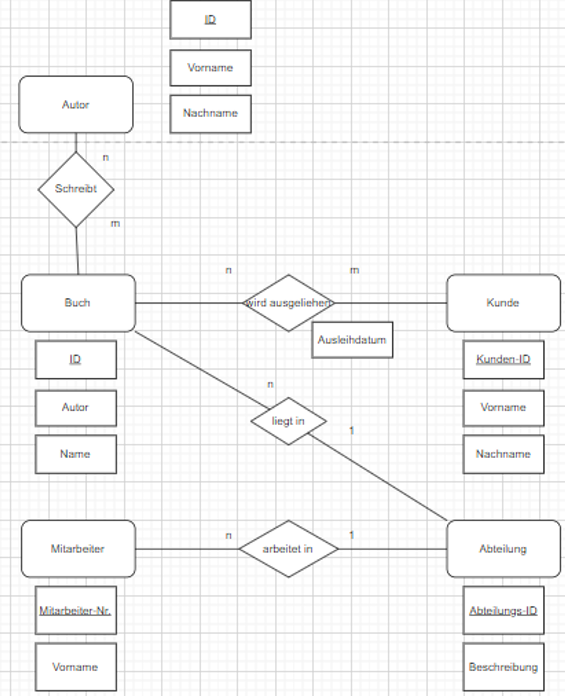 ID
Vorname
Autor
Nachname
n
Schreibt
m
n
m
Buch
wird ausgeliehen
Kunde
Ausleihdatum
ID
Kunden-ID
n
Autor
Vorname
liegt in
1
Name
Nachname
n
1
Mitarbeiter
arbeitet in
Abteilung
Mitarbeiter-Nr.
Abteilungs-ID
Vorname
Beschreibung